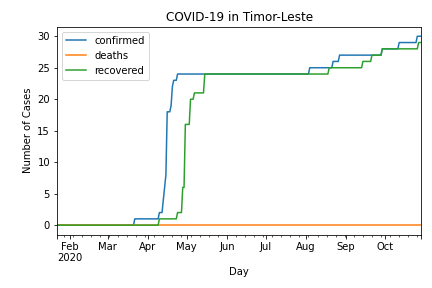 COVID-19 in Timor-Leste
confirmed
deaths
recovered
Number of Cases
30
25
20
15
10
5
0
Feb
2020
Mar
Apr
May
Jun
Jul
Aug
Sep
Oct
Day